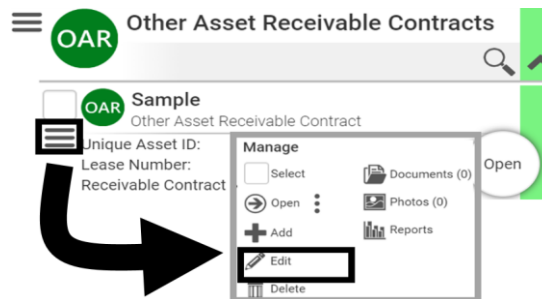 OAR Other Asset Receivable Contracts
OAR Sample
Other Asset Receivable Contract
Unique Asset ID:
Lease Number:
Receivable Contract
Open
Manage
Select
Documents (0)
Open
Photos (0)
Add
Reports
Edit
Delete